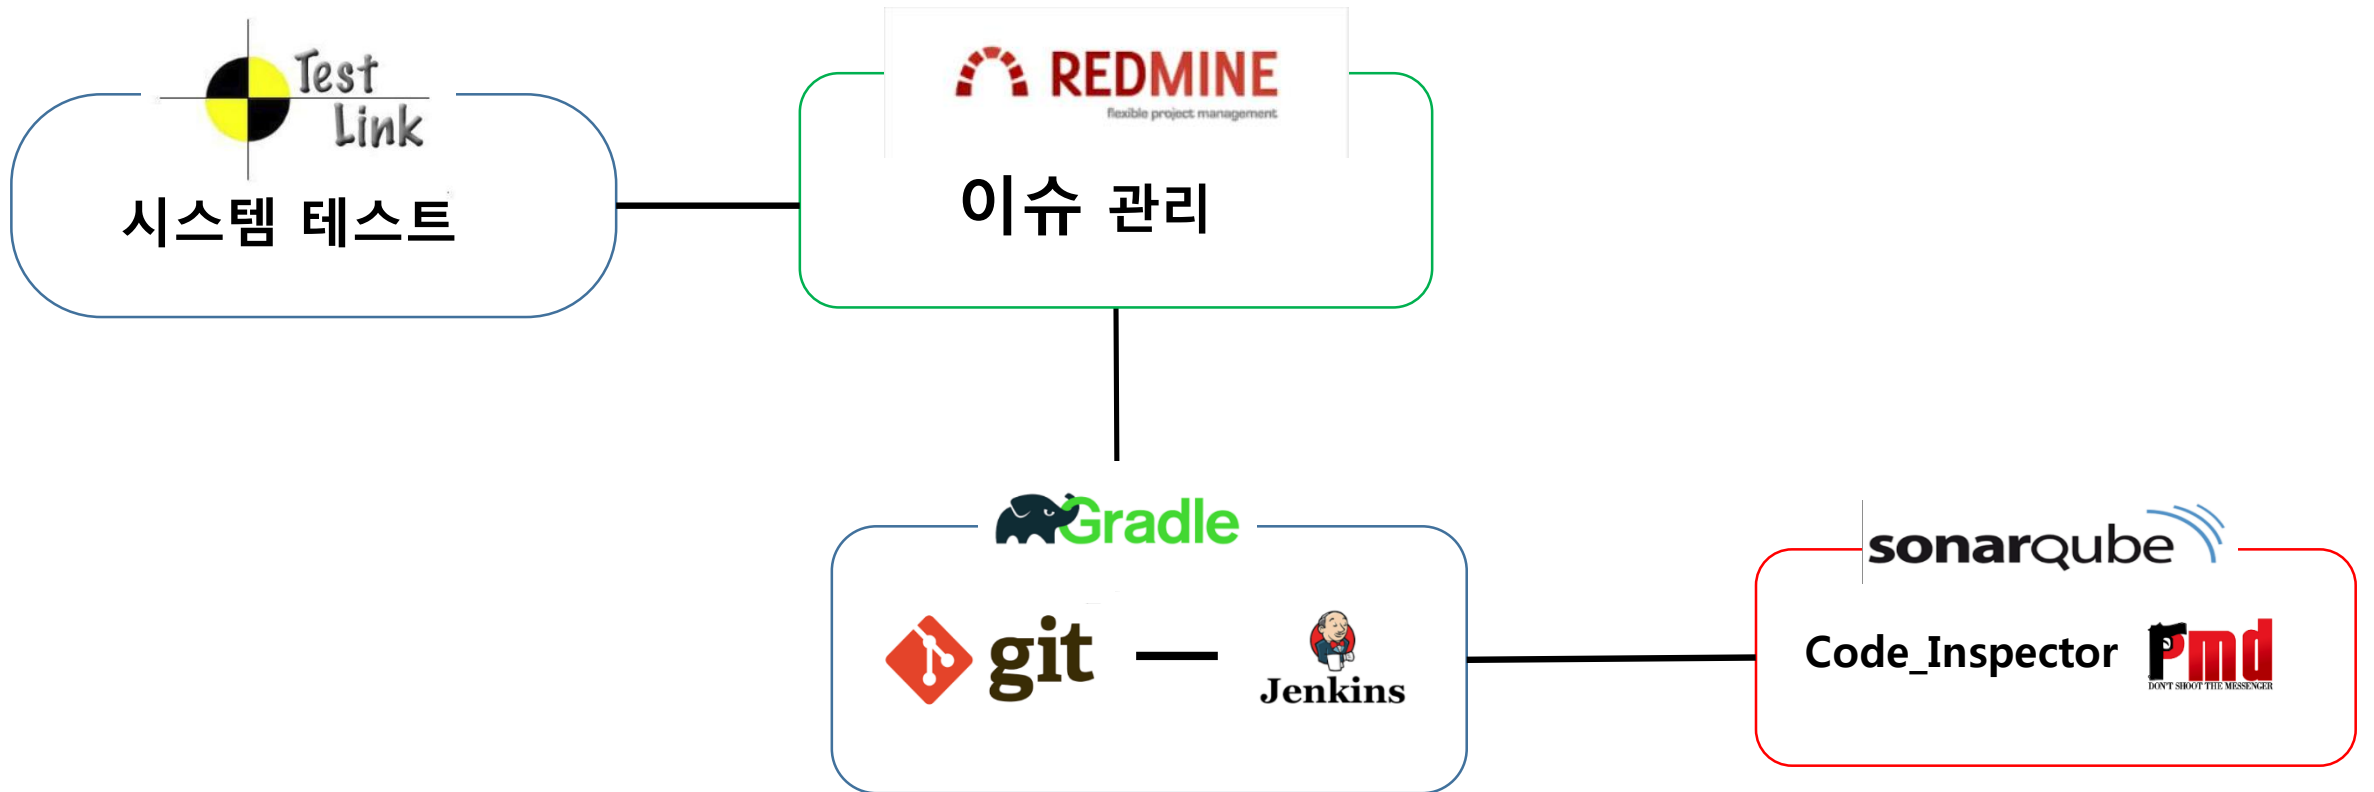 Test
Link
시스템 테스트
REDMINE
flexible project management
이슈 관리
Gradle
git
Jenkins
sonarqube
Code_Inspector
pmd
DON'T SHOOT THE MESSENGER